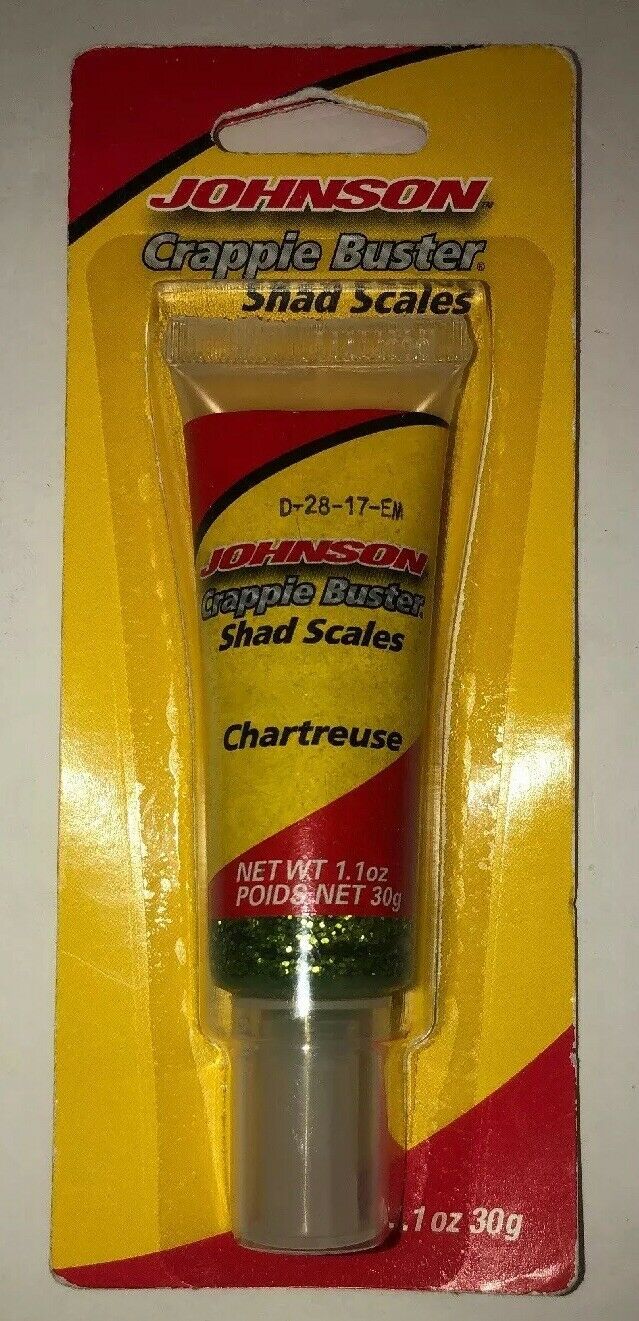 JOHNSON™
Crappie Buster®
Shad Scales
D-28-17-EM
JOHNSON
Crappie Buster
Shad Scales
Chartreuse
NET WT 1.1oz
POIDS NET 30g
.1 oz 30g